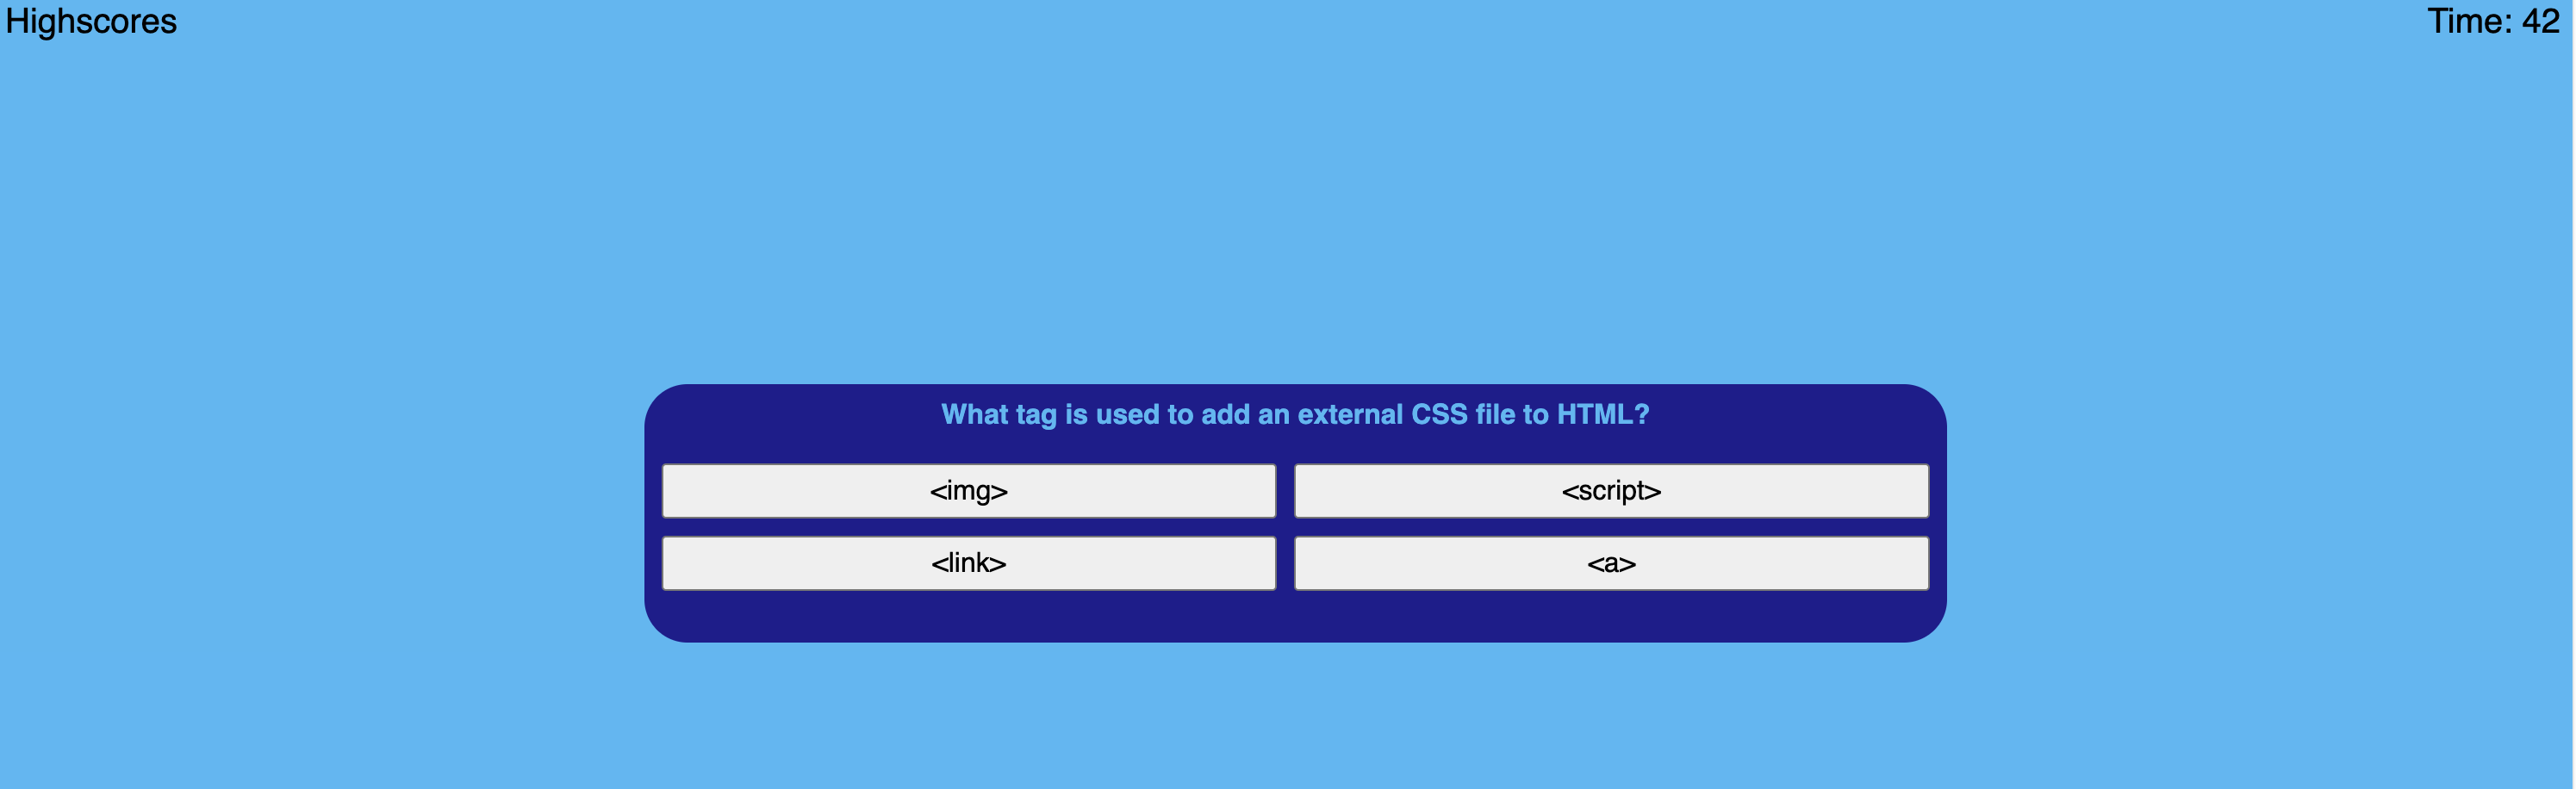 Highscores
Time: 42
What tag is used to add an external CSS file to HTML?
<img>
<script>
<link>
<a>